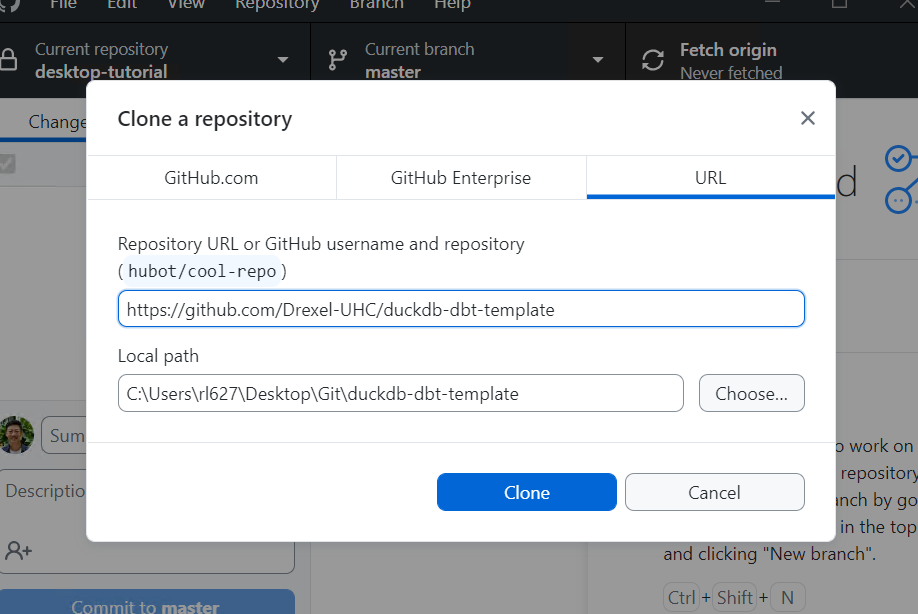 File Edit View Repository Branch Help
Current repository
desktop-tutorial
Current branch
master
Fetch origin
Never fetched
Change
Clone a repository
GitHub.com GitHub Enterprise URL
d
Repository URL or GitHub username and repository
(hubot/cool-repo)
https://github.com/Drexel-UHC/duckdb-dbt-template
Local path
C:\Users\rl627\Desktop\Git\duckdb-dbt-template
Choose...
Clone Cancel
Sum
Descriptio
Commit to master
o work on
repository
anch by go
in the top
and clicking "New branch".
Ctrl + Shift + N